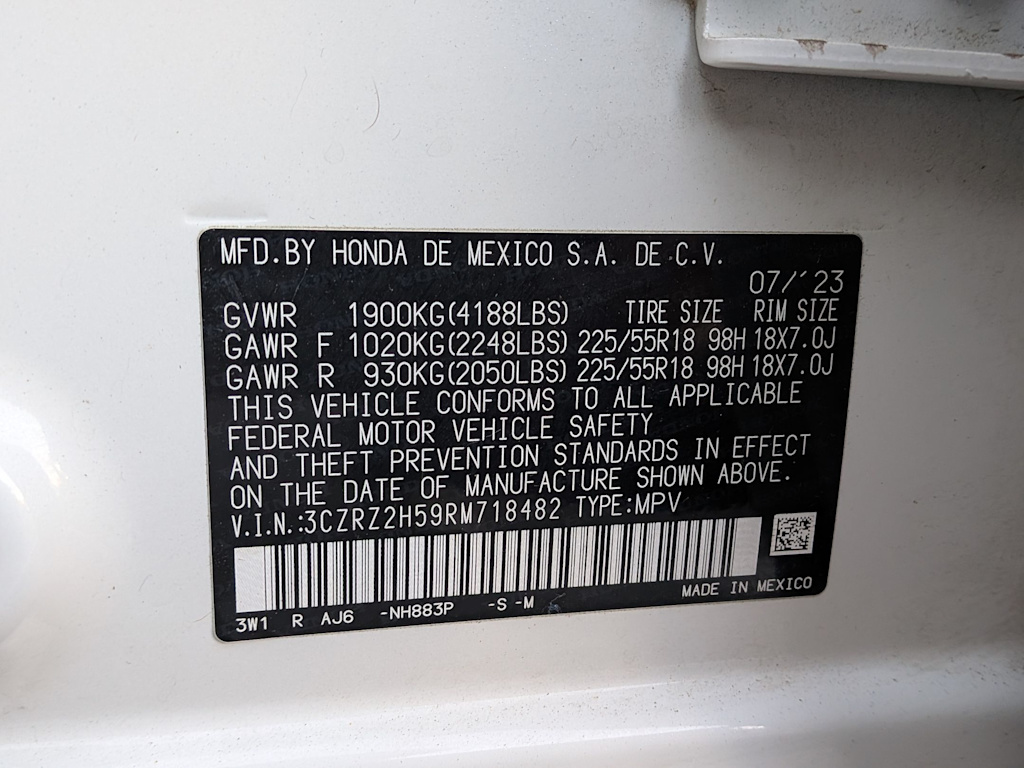 MFD.BY HONDA DE MEXICO S.A. DE C.V.
07/'23
GVWR 1900KG(4188LBS) TIRE SIZE RIM SIZE
GAWR F 1020KG(2248LBS) 225/55R18 98H 18X7.0J
GAWR R 930KG(2050LBS) 225/55R18 98H 18X7.0J
THIS VEHICLE CONFORMS TO ALL APPLICABLE
FEDERAL MOTOR VEHICLE SAFETY
AND THEFT PREVENTION STANDARDS IN EFFECT
ON THE DATE OF MANUFACTURE SHOWN ABOVE.
V.I.N.:3CZRZ2H59RM718482 TYPE:MPV
MADE IN MEXICO
3W1 R AJ6 -NH883P -S -M